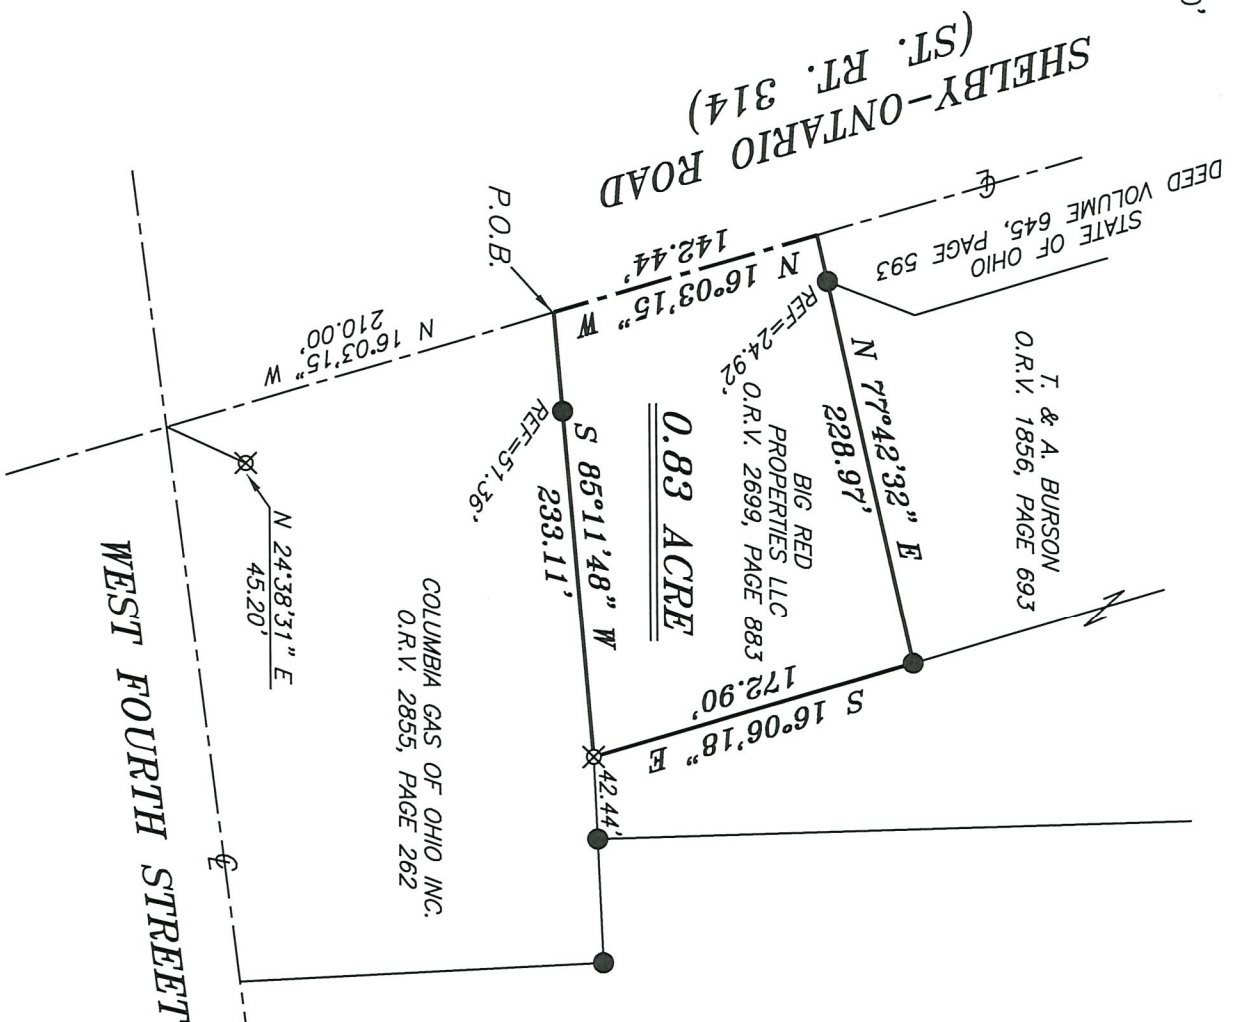 0'
SHELBY-ONTARIO ROAD
(ST. RT. 314)
DEED VOLUME 645, PAGE 593
STATE OF OHIO
℄
P.O.B.
N 16°03'15" W
142.44'
N 16°03'15" W
210.00'
REF=24.92'
N 77°42'32" E
228.97'
T. & A. BURSON
O.R.V. 1856, PAGE 693
BIG RED
PROPERTIES LLC
O.R.V. 2699, PAGE 883
0.83 ACRE
REF=51.36'
S 85°11'48" W
233.11'
S 16°06'18" E
172.90'
N
42.44'
N 24°38'31" E
45.20'
COLUMBIA GAS OF OHIO INC.
O.R.V. 2855, PAGE 262
WEST FOURTH STREET
℄